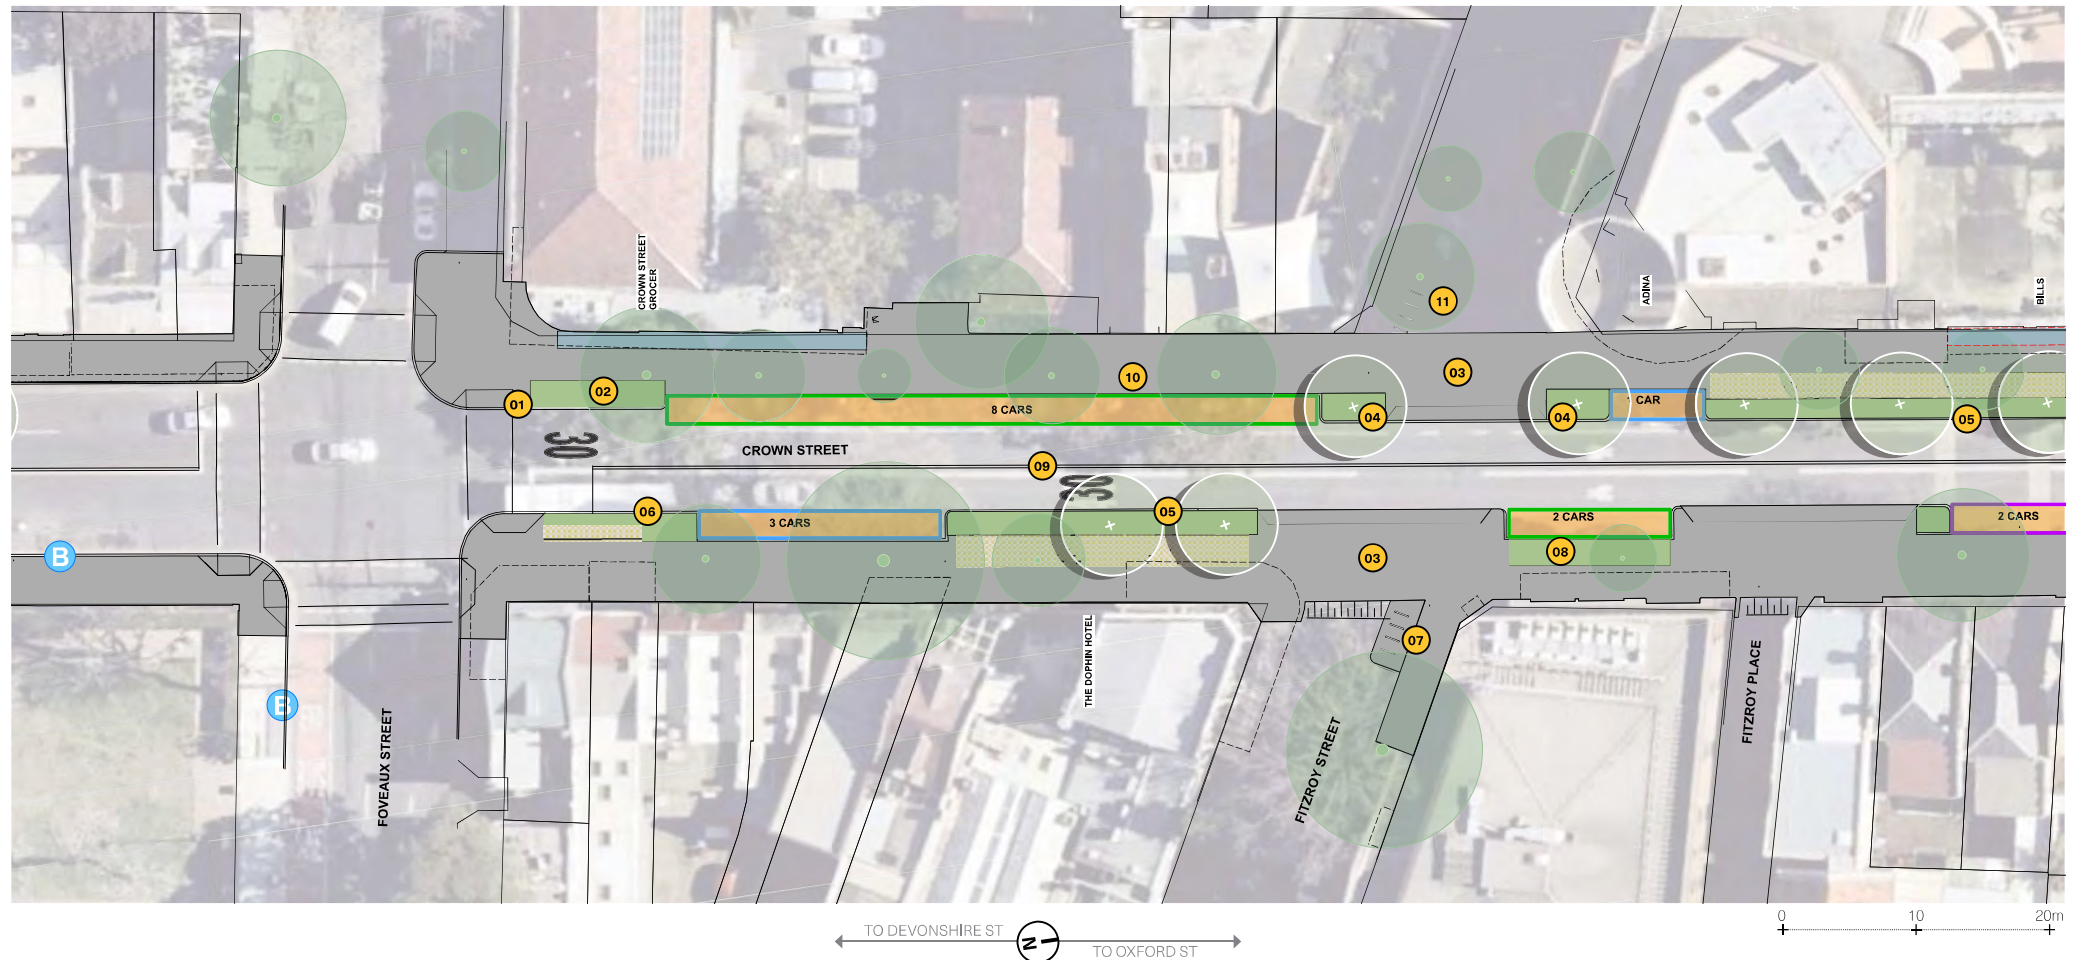 CROWN STREET
GROCER
ADINA
BILLS
11
10
03
01
02
8 CARS
04
04
CAR
05
30
CROWN STREET
09
30
06
3 CARS
05
2 CARS
2 CARS
B
03
08
THE DOPHIN HOTEL
07
B
FOVEAUX STREET
FITZROY STREET
FITZROY PLACE
TO DEVONSHIRE ST
N
TO OXFORD ST
0
10
20m